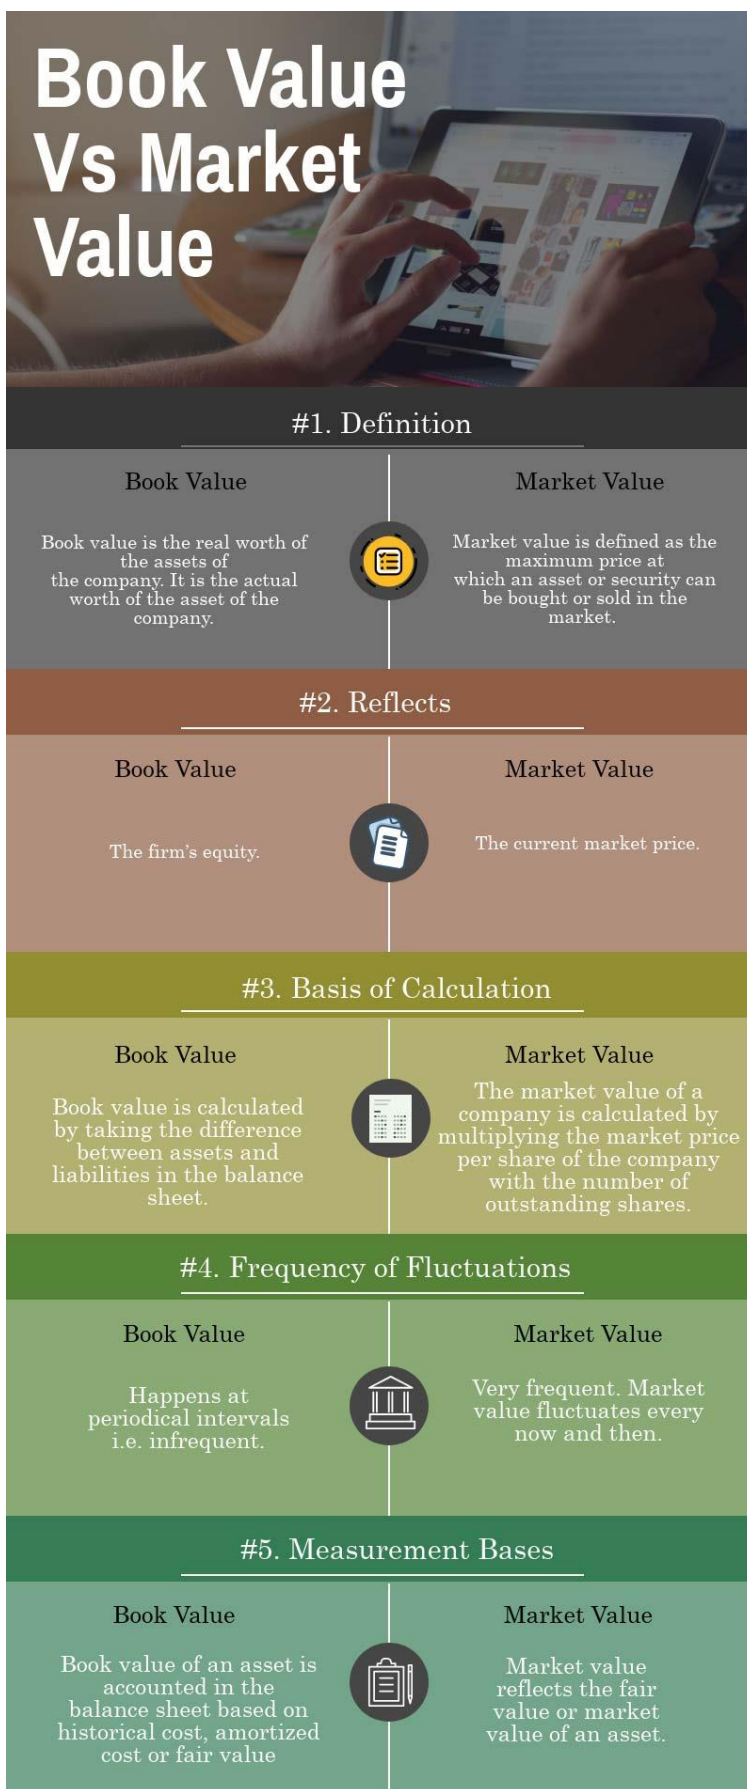 Book Value
Vs Market
Value
#1. Definition
Book Value
Book value is the real worth of
the assets of
the company. It is the actual
worth of the asset of the
company.
Market Value
Market value is defined as the
maximum price at
which an asset or security can
be bought or sold in the
market.
#2. Reflects
Book Value
The firm's equity.
Market Value
The current market price.
#3. Basis of Calculation
Book Value
Book value is calculated
by taking the difference
between assets and
liabilities in the balance
sheet.
Market Value
The market value of a
company is calculated by
multiplying the market price
per share of the company
with the number of
outstanding shares.
#4. Frequency of Fluctuations
Book Value
Happens at
periodical intervals
i.e. infrequent.
Market Value
Very frequent. Market
value fluctuates every
now and then.
#5. Measurement Bases
Book Value
Book value of an asset is
accounted in the
balance sheet based on
historical cost, amortized
cost or fair value
Market Value
Market value
reflects the fair
value or market
value of an asset.